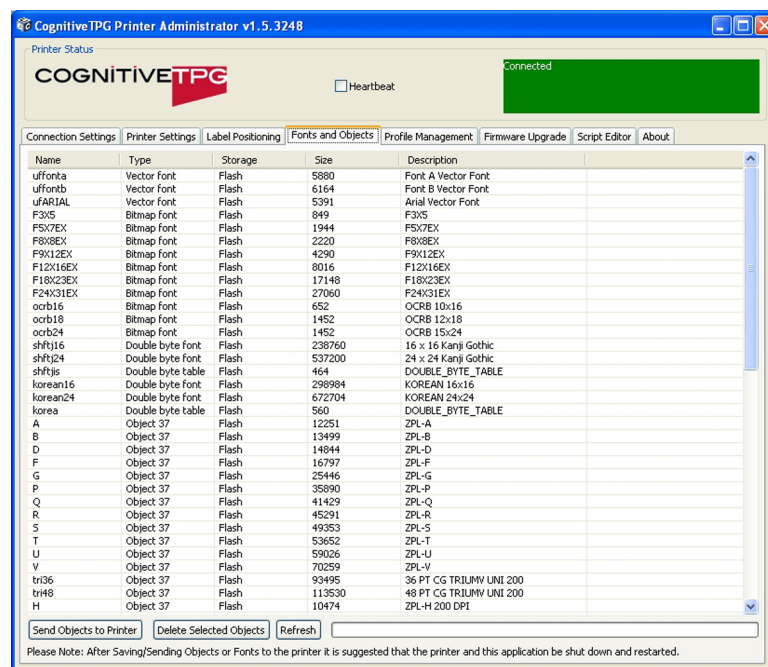 CognitiveTPG Printer Administrator v1.5.3248
Printer Status
COGNITIVETPG
Heartbeat
Connected
Connection Settings Printer Settings Label Positioning Fonts and Objects Profile Management Firmware Upgrade Script Editor About
Name Type Storage Size Description
uffonta Vector font Flash 5880 Font A Vector Font
uffontb Vector font Flash 6164 Font B Vector Font
ufARIAL Vector font Flash 5391 Arial Vector Font
F3X5 Bitmap font Flash 849 F3X5
F5X7EX Bitmap font Flash 1944 F5X7EX
F8X8EX Bitmap font Flash 2220 F8X8EX
F9X12EX Bitmap font Flash 4290 F9X12EX
F12X16EX Bitmap font Flash 8016 F12X16EX
F18X23EX Bitmap font Flash 17148 F18X23EX
F24X31EX Bitmap font Flash 27060 F24X31EX
ocrb16 Bitmap font Flash 652 OCRB 10x16
ocrb18 Bitmap font Flash 1452 OCRB 12x18
ocrb24 Bitmap font Flash 1452 OCRB 15x24
shftj16 Double byte font Flash 238760 16 x 16 Kanji Gothic
shftj24 Double byte font Flash 537200 24 x 24 Kanji Gothic
shftjis Double byte table Flash 464 DOUBLE_BYTE_TABLE
korean16 Double byte font Flash 298984 KOREAN 16x16
korean24 Double byte font Flash 672704 KOREAN 24x24
korea Double byte table Flash 560 DOUBLE_BYTE_TABLE
A Object 37 Flash 12251 ZPL-A
B Object 37 Flash 13499 ZPL-B
D Object 37 Flash 14844 ZPL-D
F Object 37 Flash 16797 ZPL-F
G Object 37 Flash 25446 ZPL-G
P Object 37 Flash 35890 ZPL-P
Q Object 37 Flash 41429 ZPL-Q
R Object 37 Flash 45291 ZPL-R
S Object 37 Flash 49353 ZPL-S
T Object 37 Flash 53652 ZPL-T
U Object 37 Flash 59026 ZPL-U
V Object 37 Flash 70259 ZPL-V
tri36 Object 37 Flash 93495 36 PT CG TRIUMV UNI 200
tri48 Object 37 Flash 113530 48 PT CG TRIUMV UNI 200
H Object 37 Flash 10474 ZPL-H 200 DPI
Send Objects to Printer Delete Selected Objects Refresh
Please Note: After Saving/Sending Objects or Fonts to the printer it is suggested that the printer and this application be shut down and restarted.